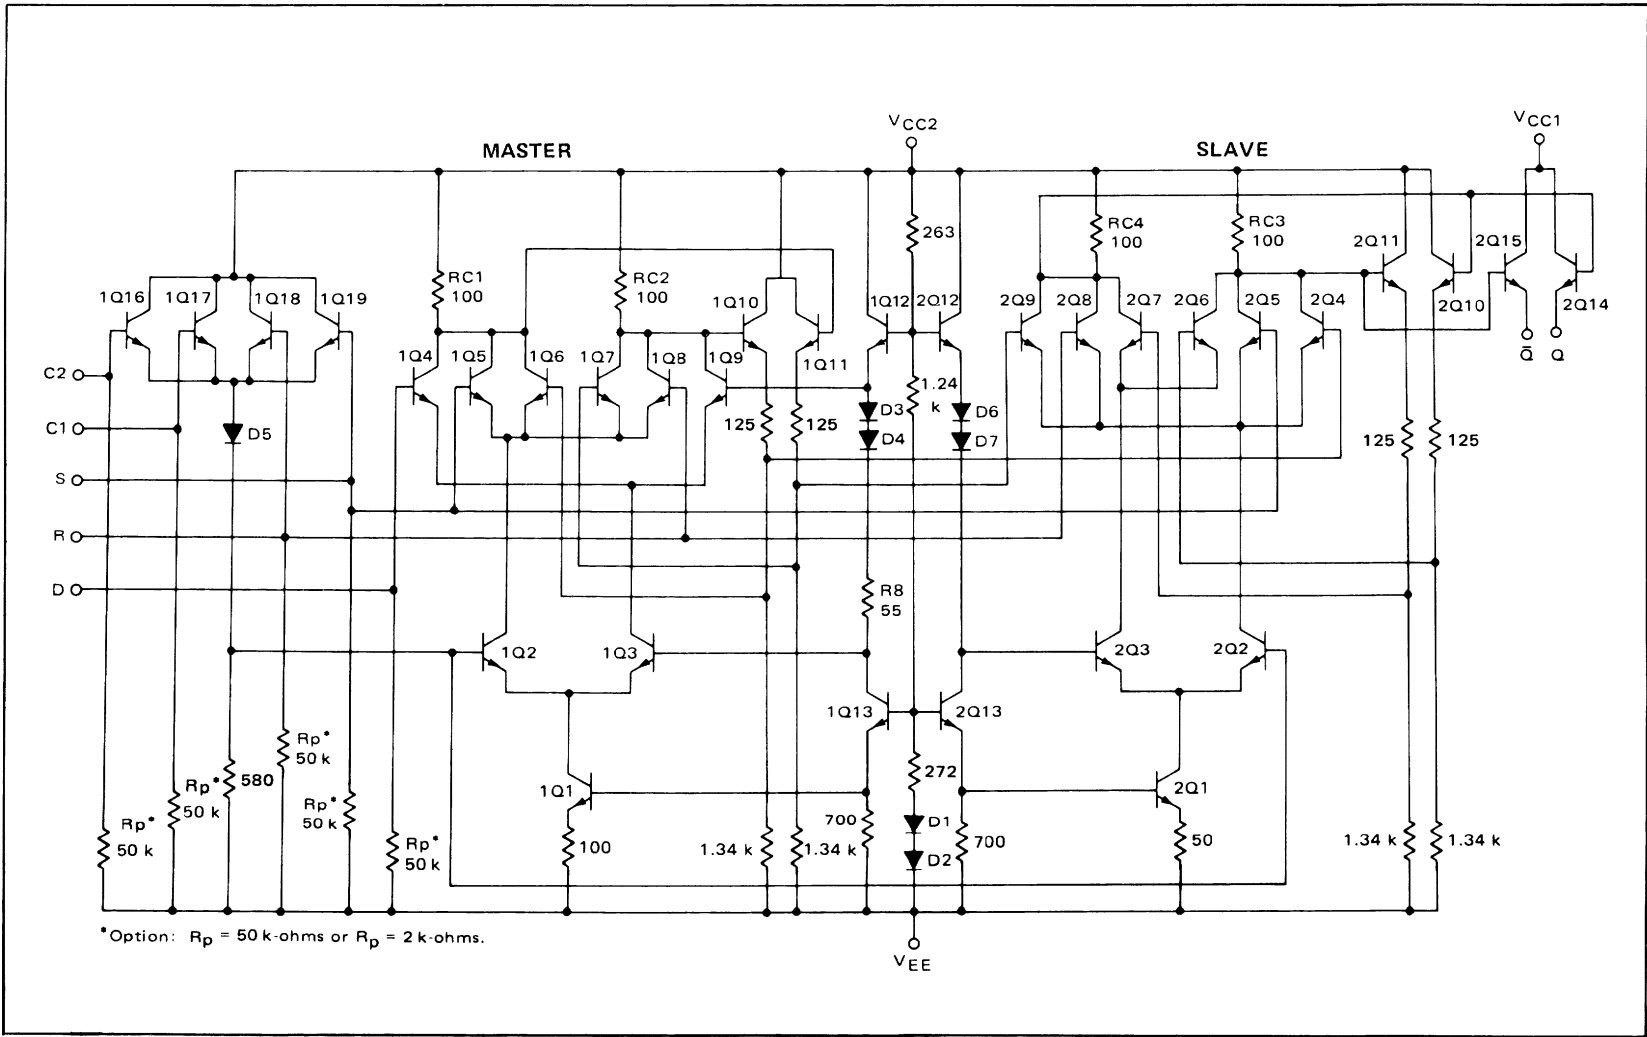 VCC2
VCC1
MASTER
SLAVE
263
RC4
100
RC3
100
2Q11
2Q15
RC1
100
RC2
100
1Q16
1Q17
1Q18
1Q19
1Q10
1Q12
2Q12
2Q9
2Q8
2Q7
2Q6
2Q5
2Q4
2Q10
2Q14
1Q4
1Q5
1Q6
1Q7
1Q8
1Q9
1Q11
Q̅
Q
C2
1.24
k
D3
D6
125
125
C1
D5
D4
D7
125
125
S
R
D
R8
55
1Q2
1Q3
2Q3
2Q2
1Q13
2Q13
Rp*
50 k
580
272
Rp*
50 k
1Q1
2Q1
Rp*
50 k
Rp*
50 k
Rp*
50 k
100
1.34 k
1.34 k
700
D1
D2
700
50
1.34 k
1.34 k
*Option: Rp = 50 k-ohms or Rp = 2 k-ohms.
VEE